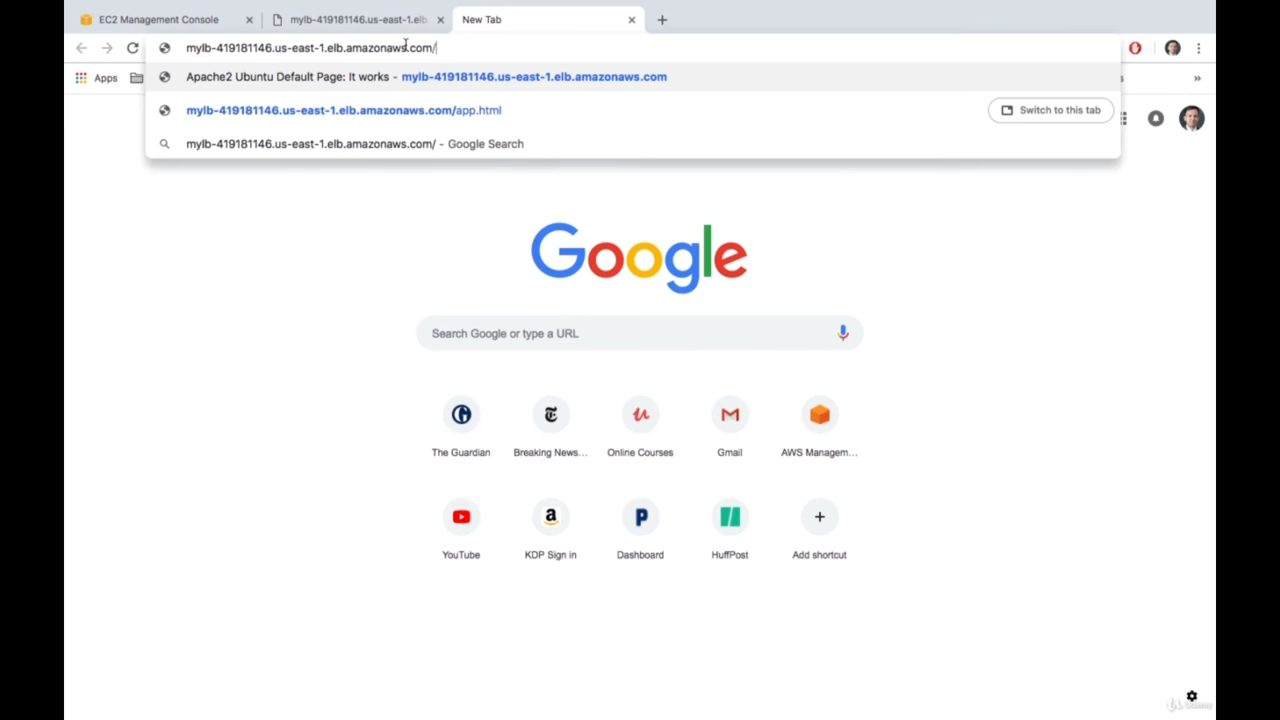 EC2 Management Console
mylb-419181146.us-east-1.elb.
New Tab
mylb-419181146.us-east-1.elb.amazonaws.com/
Apps
Apache2 Ubuntu Default Page: It works - mylb-419181146.us-east-1.elb.amazonaws.com
mylb-419181146.us-east-1.elb.amazonaws.com/app.html
Switch to this tab
mylb-419181146.us-east-1.elb.amazonaws.com/ - Google Search
Google
Search Google or type a URL
The Guardian
Breaking News...
Online Courses
Gmail
AWS Managem...
YouTube
KDP Sign in
Dashboard
HuffPost
Add shortcut